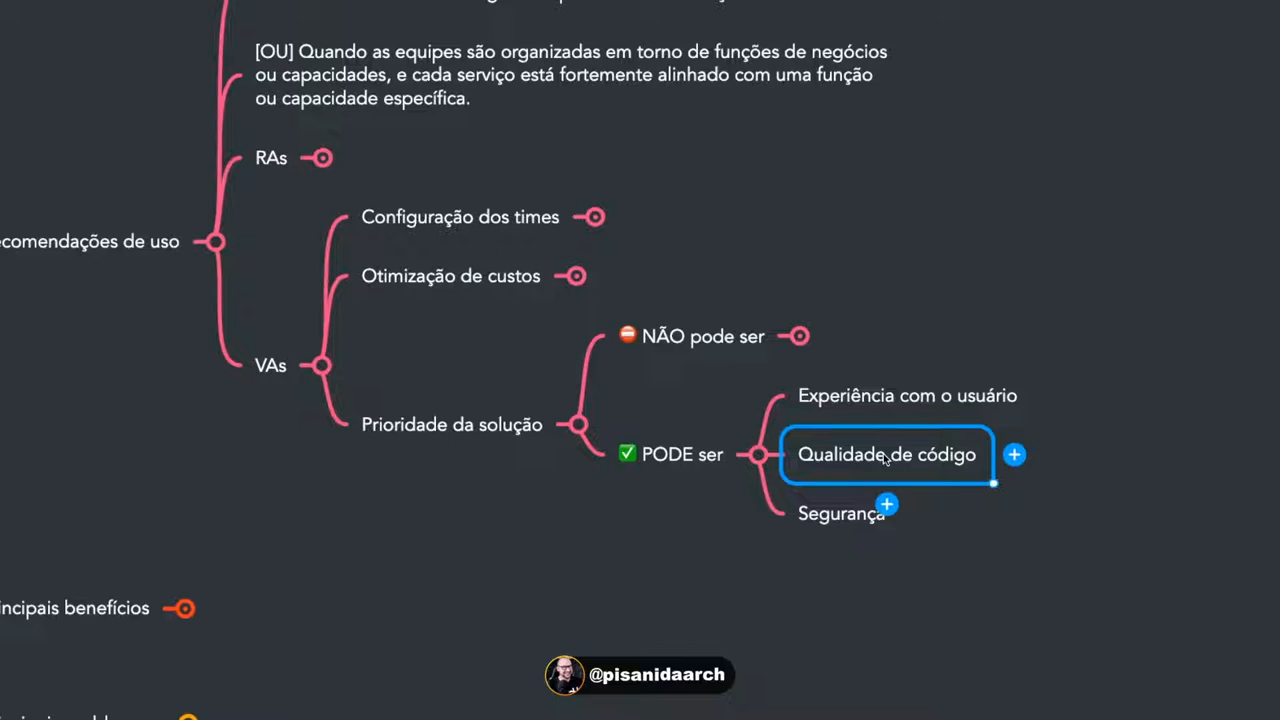 [OU] Quando as equipes são organizadas em torno de funções de negócios
ou capacidades, e cada serviço está fortemente alinhado com uma função
ou capacidade específica.
RAs
Configuração dos times
comendações de uso
Otimização de custos
NÃO pode ser
VAs
Experiência com o usuário
Prioridade da solução
PODE ser
Qualidade de código
Segurança
ncipais benefícios
@pisanidaarch